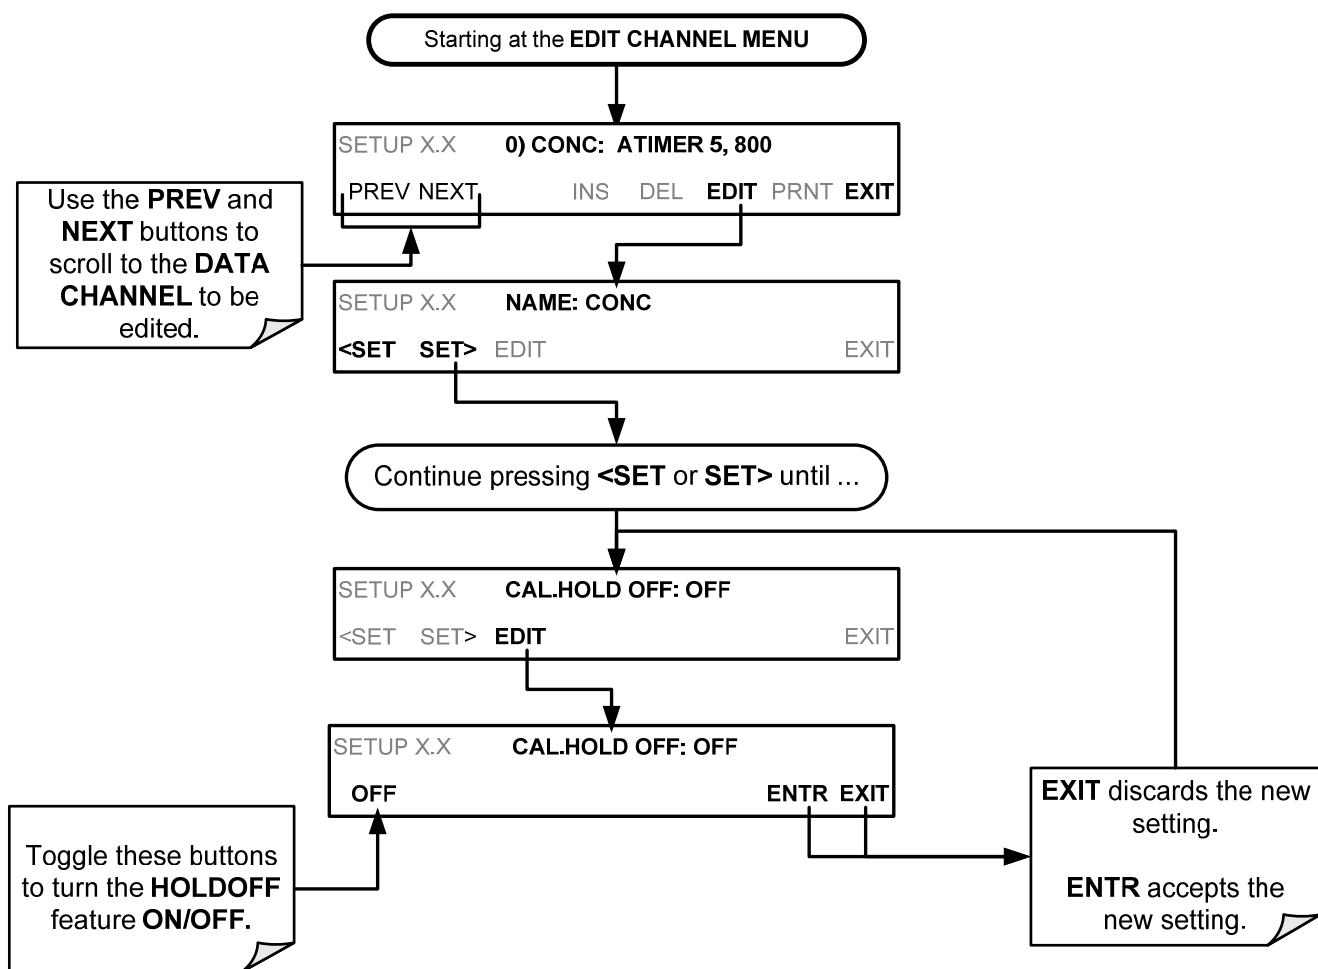 Starting at the EDIT CHANNEL MENU
SETUP X.X 0) CONC: ATIMER 5, 800
PREV NEXT INS DEL EDIT PRNT EXIT
Use the PREV and
NEXT buttons to
scroll to the DATA
CHANNEL to be
edited.
SETUP X.X NAME: CONC
<SET SET> EDIT EXIT
Continue pressing <SET or SET> until ...
SETUP X.X CAL.HOLD OFF: OFF
<SET SET> EDIT EXIT
SETUP X.X CAL.HOLD OFF: OFF
OFF ENTR EXIT
Toggle these buttons
to turn the HOLDOFF
feature ON/OFF.
EXIT discards the new
setting.
ENTR accepts the
new setting.